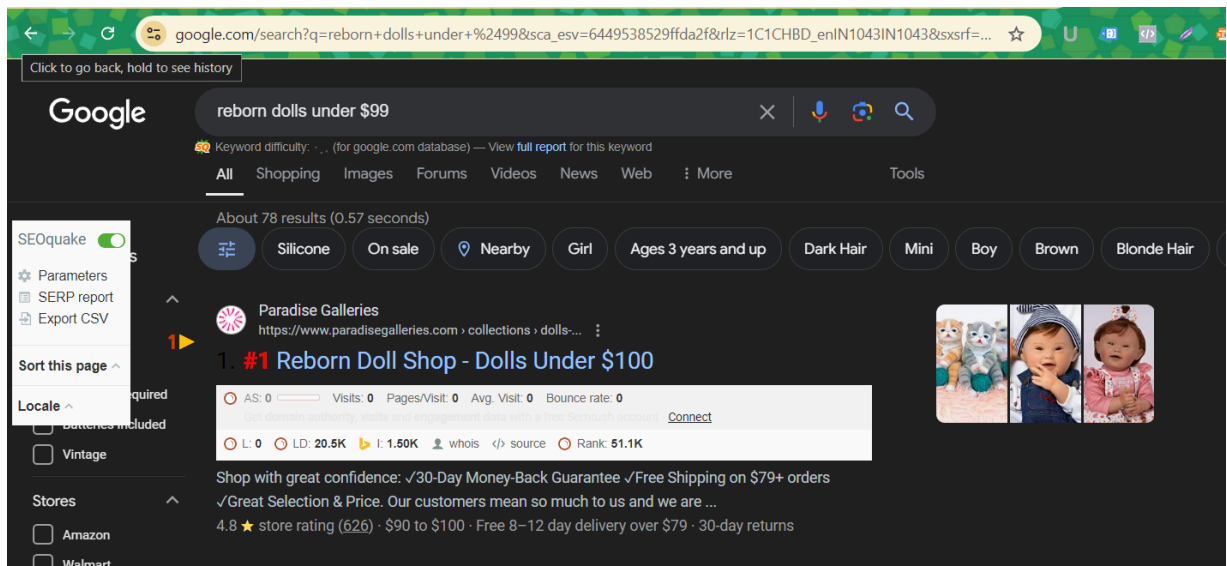 google.com/search?q=reborn+dolls+under+%2499&sca_esv=6449538529ffda2f&rlz=1C1CHBD_enIN1043IN1043&sxsrf=...
Click to go back, hold to see history
Google
reborn dolls under $99
Keyword difficulty: (for google.com database) — View full report for this keyword
All Shopping Images Forums Videos News Web More Tools
About 78 results (0.57 seconds)
Silicone On sale Nearby Girl Ages 3 years and up Dark Hair Mini Boy Brown Blonde Hair
SEOquake
Parameters
SERP report
Export CSV
Sort this page
Locale
Batteries included
Vintage
Stores
Amazon
Walmart
1
Paradise Galleries
https://www.paradisegalleries.com › collections › dolls-...
1. #1 Reborn Doll Shop - Dolls Under $100
AS: 0 Visits: 0 Pages/Visit: 0 Avg. Visit: 0 Bounce rate: 0
Get domain authority, visits and engagement data with a free Semrush account - Connect
L: 0 LD: 20.5K I: 1.50K whois </> source Rank: 51.1K
Shop with great confidence: ✓30-Day Money-Back Guarantee ✓Free Shipping on $79+ orders
✓Great Selection & Price. Our customers mean so much to us and we are ...
4.8 ★ store rating (626) · $90 to $100 · Free 8–12 day delivery over $79 · 30-day returns